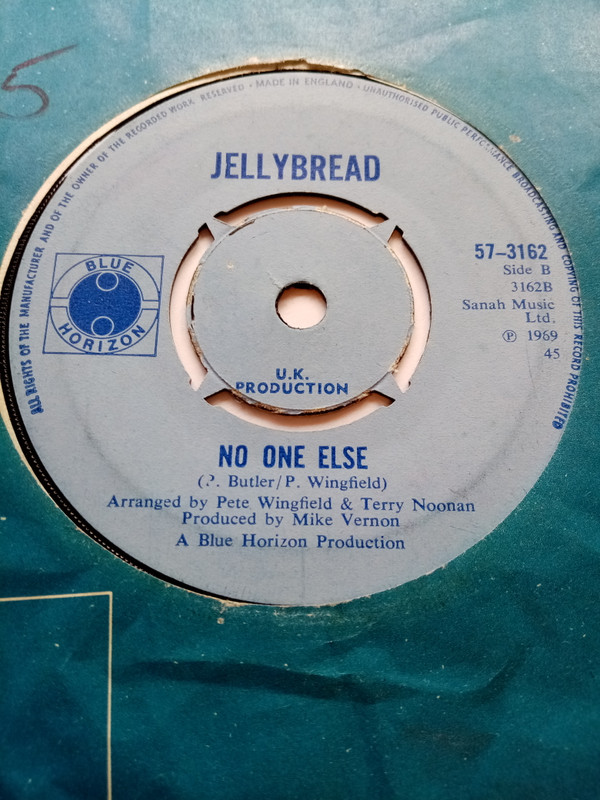 5
ALL RIGHTS OF THE MANUFACTURER AND OF THE OWNER OF THE RECORDED WORK RESERVED · MADE IN ENGLAND · UNAUTHORISED PUBLIC PERFORMANCE BROADCASTING AND COPYING OF THIS RECORD PROHIBITED
JELLYBREAD
BLUE
HORIZON
57-3162
Side B
3162B
Sanah Music
Ltd.
℗ 1969
45
U.K.
PRODUCTION
NO ONE ELSE
(P. Butler/P. Wingfield)
Arranged by Pete Wingfield & Terry Noonan
Produced by Mike Vernon
A Blue Horizon Production